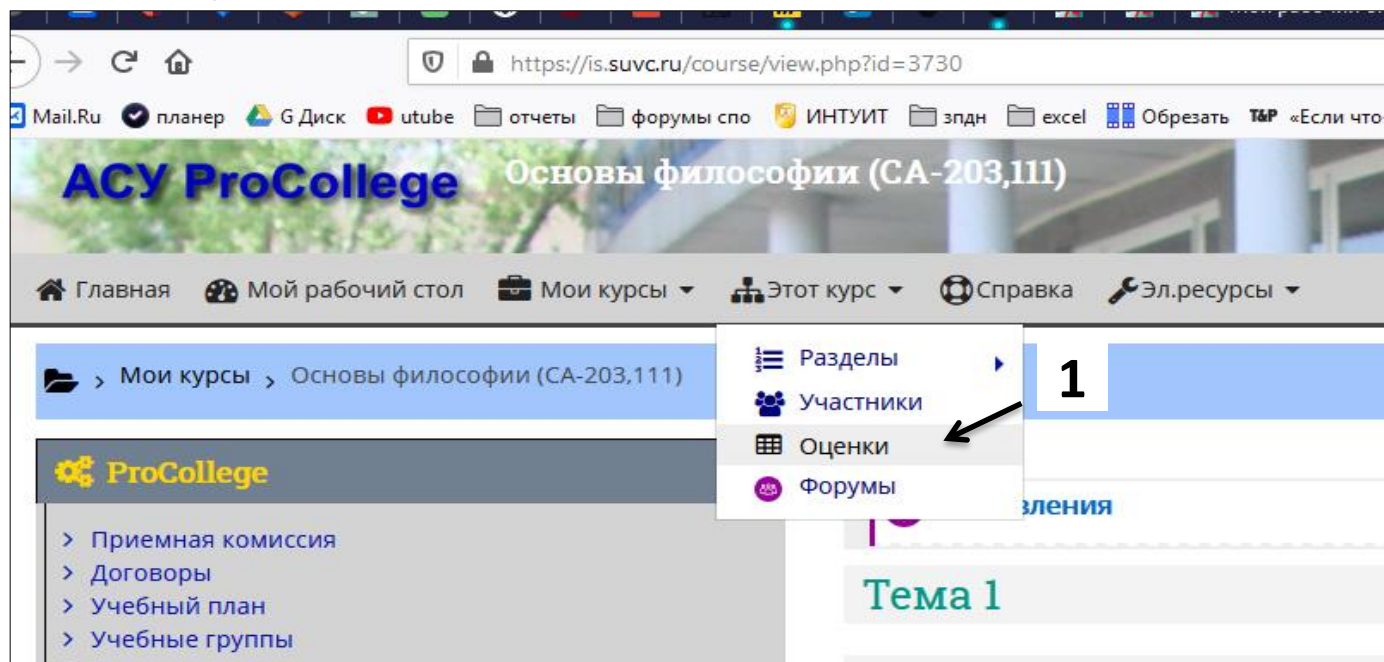 https://is.suvc.ru/course/view.php?id=3730
Mail.Ru планер G Диск utube отчеты форумы спо ИНТУИТ зпдн excel Обрезать T&P «Если что-
АСУ ProCollege Основы философии (СА-203,111)
Главная Мой рабочий стол Мои курсы Этот курс Справка Эл.ресурсы
Мои курсы Основы философии (СА-203,111)
Разделы
Участники
Оценки
Форумы
1
ProCollege
Приемная комиссия
Договоры
Учебный план
Учебные группы
вления
Тема 1